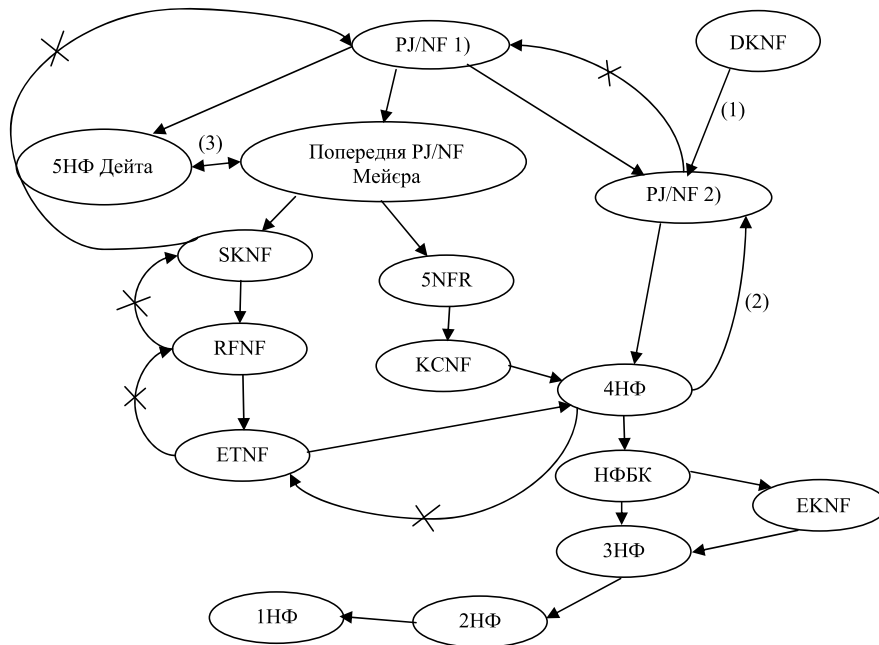 PJ/NF 1)
DKNF
(1)
(3)
5НФ Дейта
Попередня PJ/NF
Мейєра
PJ/NF 2)
SKNF
5NFR
(2)
RFNF
KCNF
4НФ
ETNF
НФБК
EKNF
3НФ
1НФ
2НФ